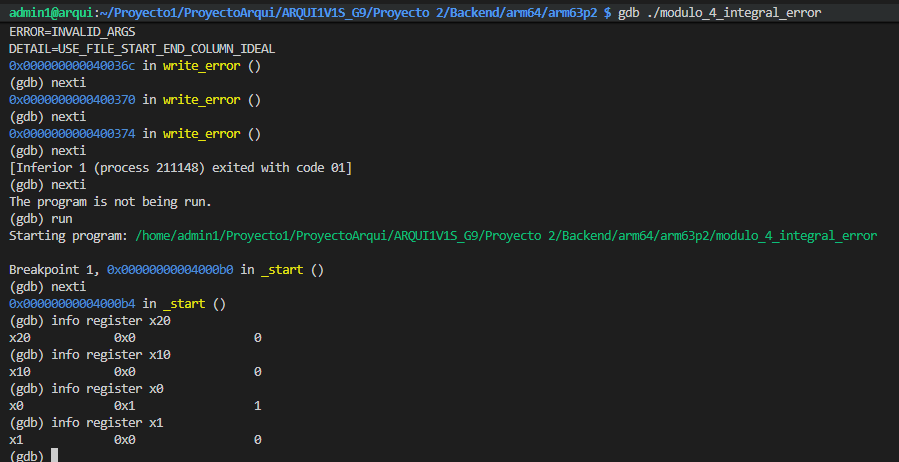 admin1@arqui:~/Proyecto1/ProyectoArqui/ARQUI1V1S_G9/Proyecto 2/Backend/arm64/arm63p2 $ gdb ./modulo_4_integral_error
ERROR=INVALID_ARGS
DETAIL=USE_FILE_START_END_COLUMN_IDEAL
0x000000000040036c in write_error ()
(gdb) nexti
0x0000000000400370 in write_error ()
(gdb) nexti
0x0000000000400374 in write_error ()
(gdb) nexti
[Inferior 1 (process 211148) exited with code 01]
(gdb) nexti
The program is not being run.
(gdb) run
Starting program: /home/admin1/Proyecto1/ProyectoArqui/ARQUI1V1S_G9/Proyecto 2/Backend/arm64/arm63p2/modulo_4_integral_error
Breakpoint 1, 0x00000000004000b0 in _start ()
(gdb) nexti
0x00000000004000b4 in _start ()
(gdb) info register x20
x20 0x0 0
(gdb) info register x10
x10 0x0 0
(gdb) info register x0
x0 0x1 1
(gdb) info register x1
x1 0x0 0
(gdb)